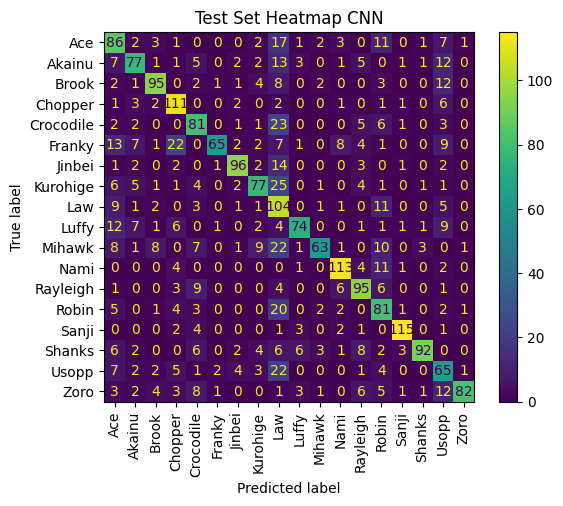 Test Set Heatmap CNN
Ace 86 2 3 1 0 0 0 2 17 1 2 3 0 11 0 1 7 1
Akainu 7 77 1 1 5 0 2 2 13 3 0 1 5 0 1 1 12 0
Brook 2 1 95 0 2 1 1 4 8 0 2 0 0 3 0 0 12 0
Chopper 1 3 2 111 0 0 2 0 2 0 0 1 0 1 1 0 6 0
Crocodile 2 2 0 0 81 0 1 1 23 0 0 0 5 6 1 0 3 0
Franky 13 7 1 22 0 65 2 2 7 1 0 8 4 1 0 0 9 0
Jinbei 1 2 0 2 0 1 96 2 14 0 0 0 3 0 1 0 2 0
Kurohige 6 5 1 1 4 0 2 77 25 0 1 0 4 1 0 1 1 0
Law 9 1 2 0 3 0 1 1 104 0 1 0 1 11 0 0 5 0
Luffy 12 7 1 6 0 1 0 2 4 74 0 0 1 1 1 1 9 0
Mihawk 8 1 8 0 7 0 1 9 22 1 63 1 0 10 0 3 1 0
Nami 0 0 0 4 0 0 0 0 0 1 0 113 4 11 1 0 2 0
Rayleigh 1 0 0 3 9 0 0 0 4 0 0 6 95 6 0 0 1 0
Robin 5 0 1 4 3 0 0 0 20 0 2 2 0 81 1 0 2 1
Sanji 0 0 0 2 4 0 0 0 1 3 0 2 1 0 115 0 1 0
Shanks 6 2 0 0 6 0 2 4 6 6 3 1 8 2 3 92 0 0
Usopp 7 2 2 5 1 2 4 3 22 0 0 0 1 4 0 0 65 1
Zoro 3 2 4 3 8 1 0 0 1 3 1 0 6 5 1 1 12 82
Ace Akainu Brook Chopper Crocodile Franky Jinbei Kurohige Law Luffy Mihawk Nami Rayleigh Robin Sanji Shanks Usopp Zoro
Predicted label
True label
100
80
60
40
20
0